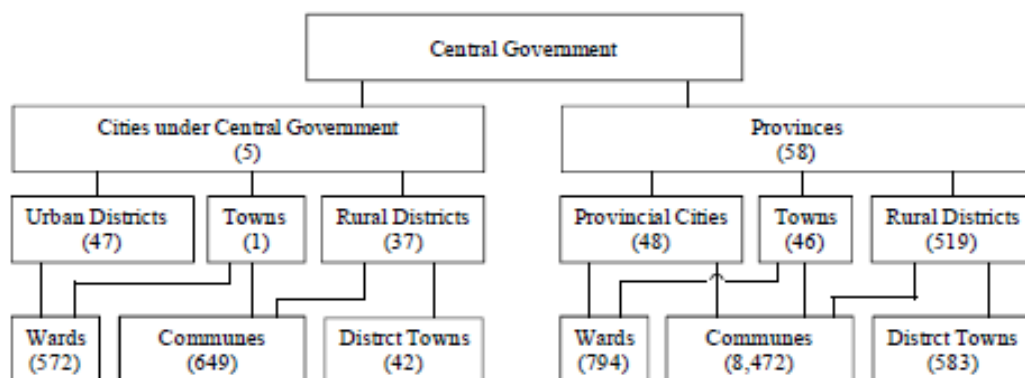 Central Government
Cities under Central Government
(5)
Provinces
(58)
Urban Districts
(47)
Towns
(1)
Rural Districts
(37)
Provincial Cities
(48)
Towns
(46)
Rural Districts
(519)
Wards
(572)
Communes
(649)
Distrct Towns
(42)
Wards
(794)
Communes
(8,472)
Distrct Towns
(583)